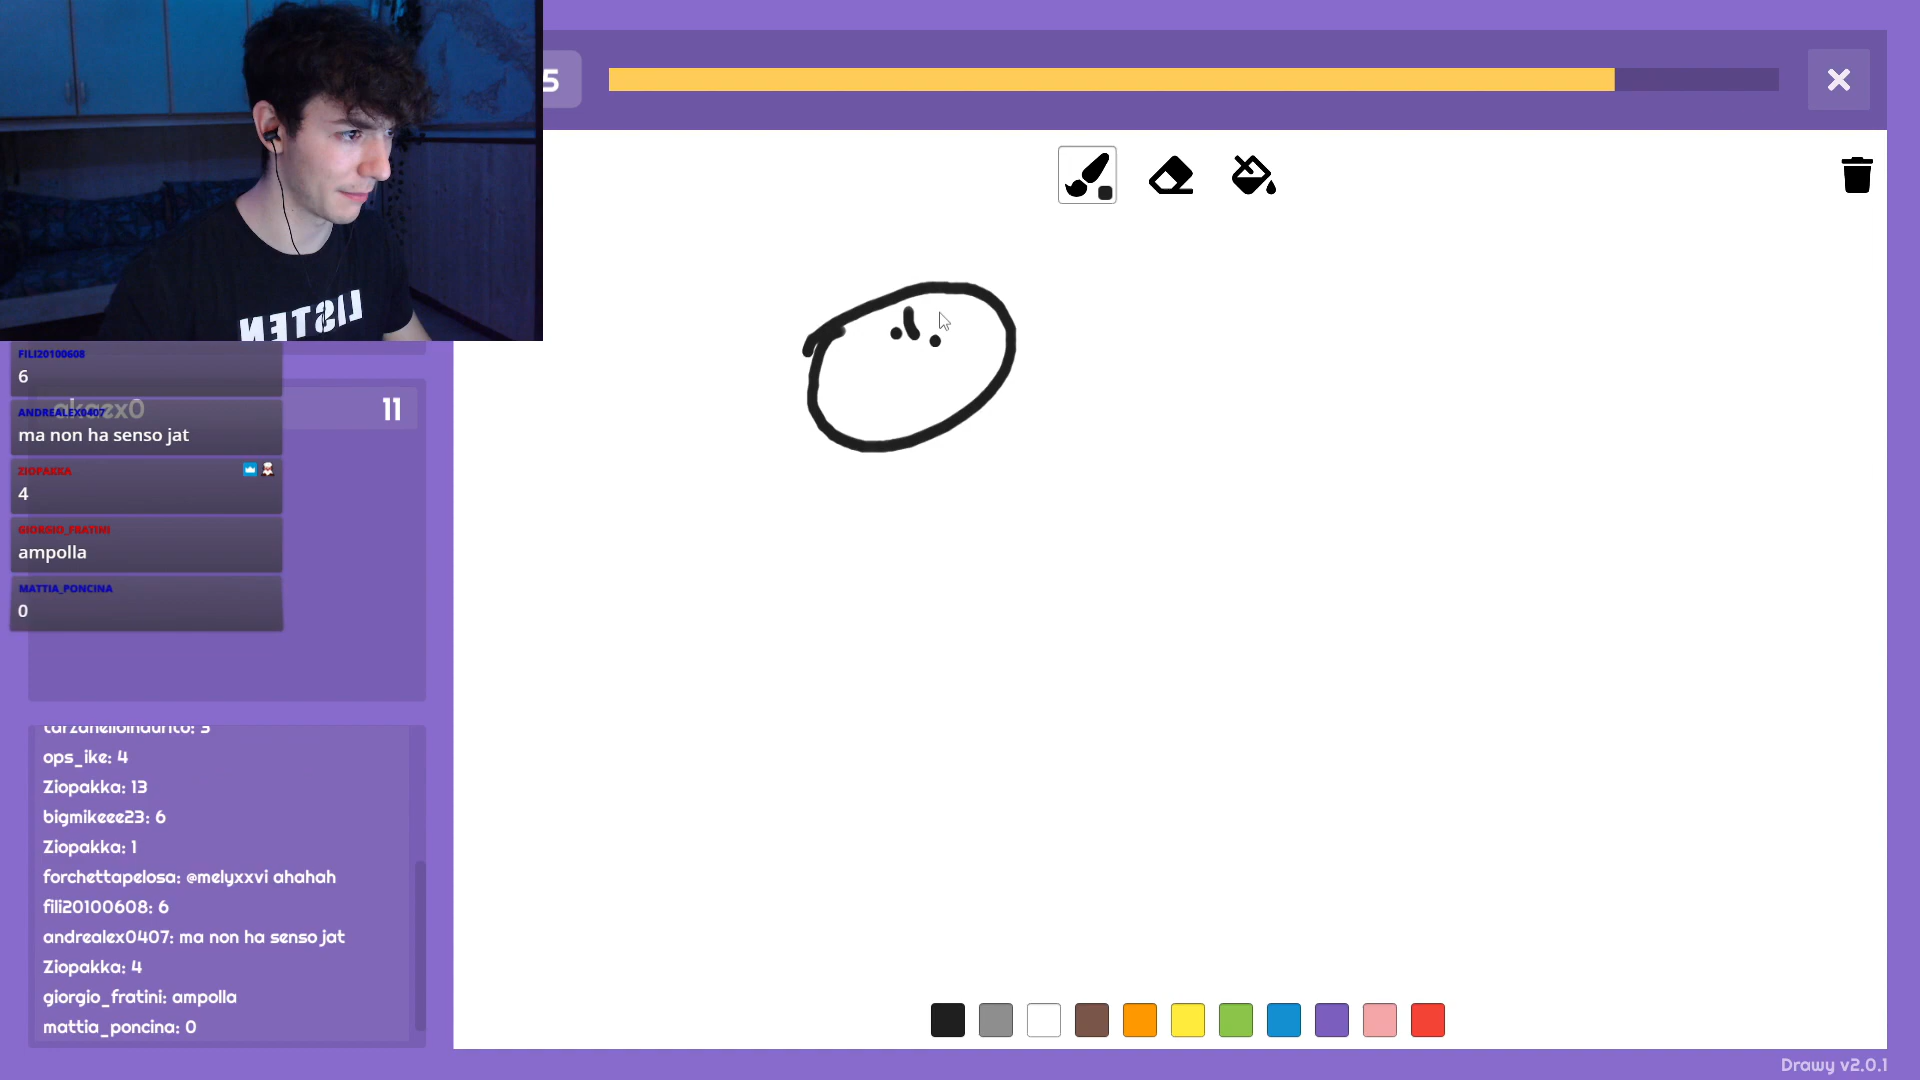 5
LISTEN
FILI20100608
6
akaex0 11
ANDREALEX0407
ma non ha senso jat
ZIOPAKKA
4
GIORGIO_FRATINI
ampolla
MATTIA_PONCINA
0
ops_ike: 4
Ziopakka: 13
bigmikeee23: 6
Ziopakka: 1
forchettapelosa: @melyxxvi ahahah
fili20100608: 6
andrealex0407: ma non ha senso jat
Ziopakka: 4
giorgio_fratini: ampolla
mattia_poncina: 0
Drawy v2.0.1